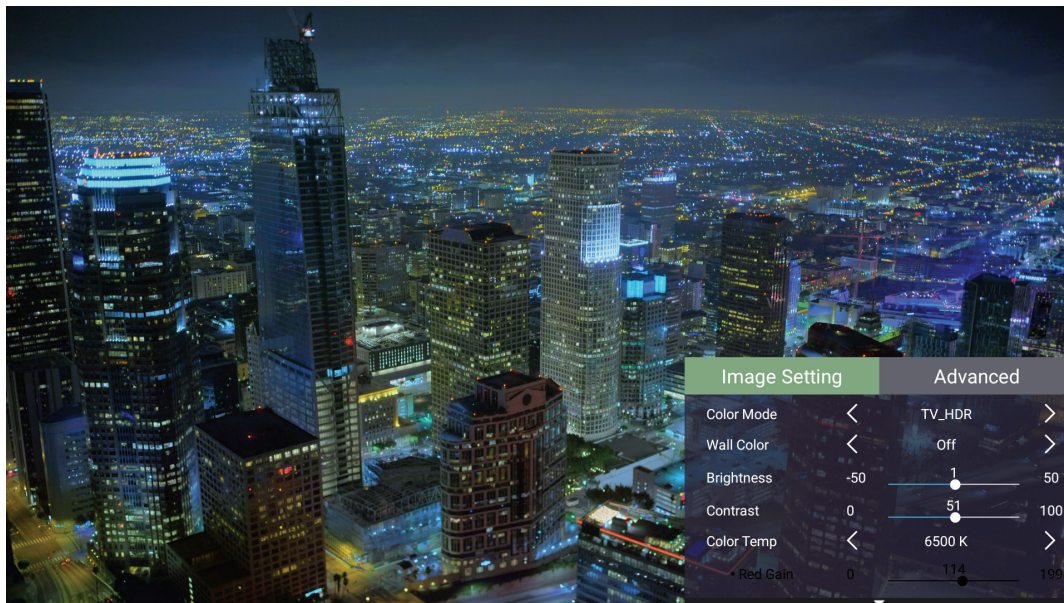 Image Setting Advanced
Color Mode TV_HDR
Wall Color Off
Brightness -50 1 50
Contrast 0 51 100
Color Temp 6500 K
• Red Gain 0 114 199